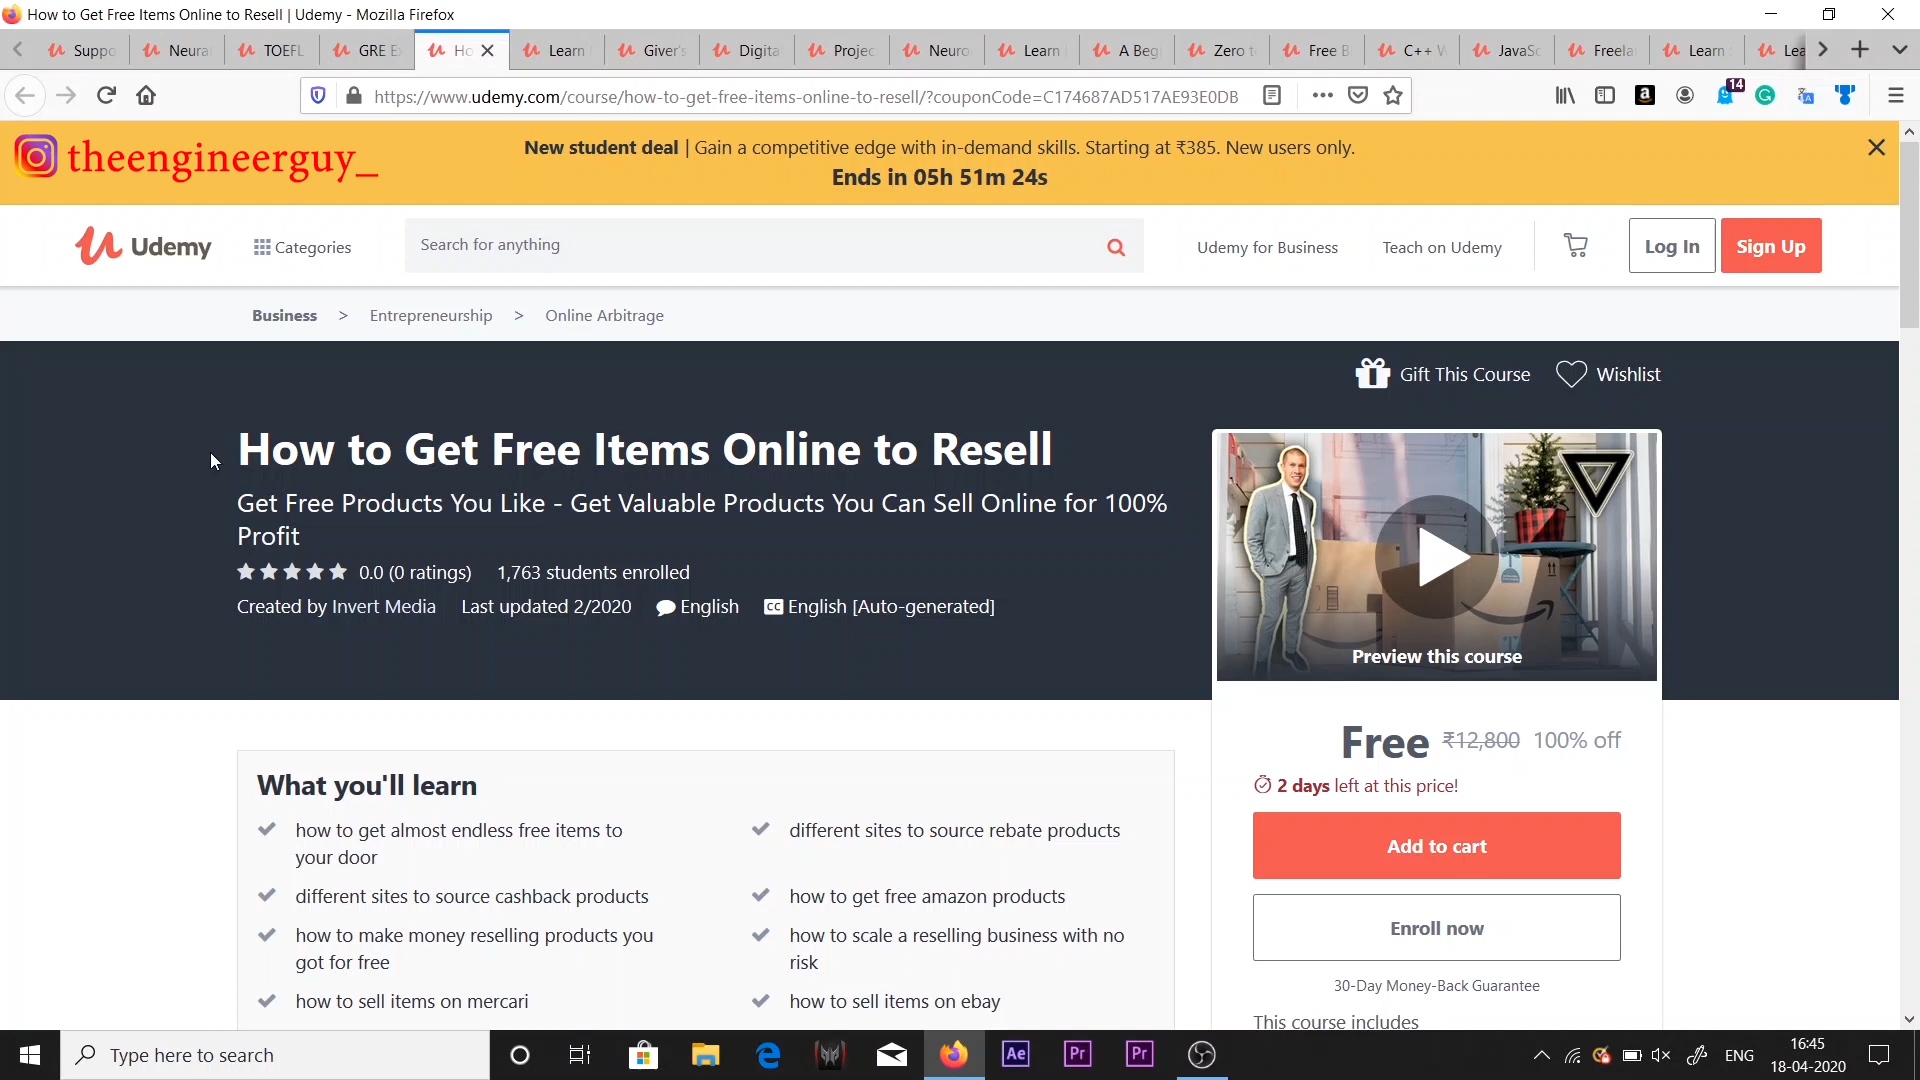 How to Get Free Items Online to Resell | Udemy - Mozilla Firefox
Suppo
Neura
TOEFL
GRE E
Ho
Learn
Giver's
Digita
Projec
Neuro
Learn
A Beg
Zero t
Free B
C++ V
JavaSc
Freela
Learn
Lea
https://www.udemy.com/course/how-to-get-free-items-online-to-resell/?couponCode=C174687AD517AE93E0DB
14
theengineerguy_
New student deal | Gain a competitive edge with in-demand skills. Starting at ₹385. New users only.
Ends in 05h 51m 24s
Udemy
Categories
Search for anything
Udemy for Business
Teach on Udemy
Log In
Sign Up
Business > Entrepreneurship > Online Arbitrage
Gift This Course
Wishlist
How to Get Free Items Online to Resell
Get Free Products You Like - Get Valuable Products You Can Sell Online for 100%
Profit
0.0 (0 ratings) 1,763 students enrolled
Created by Invert Media Last updated 2/2020 English CC English [Auto-generated]
Preview this course
Free ₹12,800 100% off
2 days left at this price!
Add to cart
Enroll now
30-Day Money-Back Guarantee
This course includes
What you'll learn
how to get almost endless free items to
your door
different sites to source rebate products
different sites to source cashback products
how to get free amazon products
how to make money reselling products you
got for free
how to scale a reselling business with no
risk
how to sell items on mercari
how to sell items on ebay
Type here to search
Ae
Pr
Pr
ENG
16:45
18-04-2020